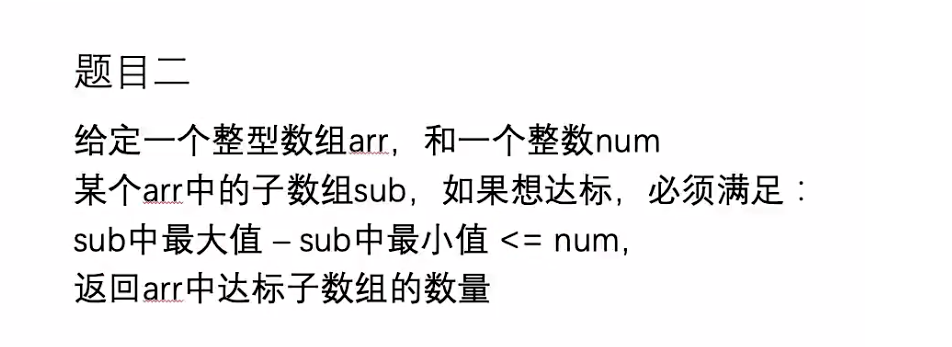 题目二
给定一个整型数组arr，和一个整数num
某个arr中的子数组sub，如果想达标，必须满足：
sub中最大值 – sub中最小值 <= num，
返回arr中达标子数组的数量